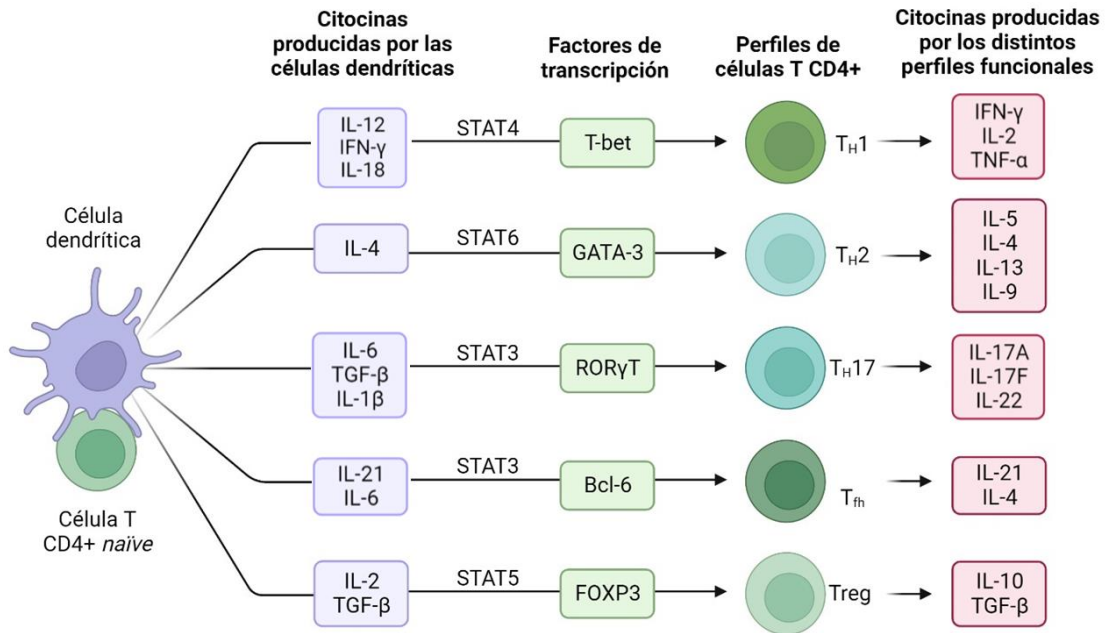 Citocinas
producidas por las
células dendríticas
Factores de
transcripción
Perfiles de
células T CD4+
Citocinas producidas
por los distintos
perfiles funcionales
Célula
dendrítica
Célula T
CD4+ naïve
IL-12
IFN-γ
IL-18
STAT4
T-bet
TH1
IFN-γ
IL-2
TNF-α
IL-4
STAT6
GATA-3
TH2
IL-5
IL-4
IL-13
IL-9
IL-6
TGF-β
IL-1β
STAT3
RORγT
TH17
IL-17A
IL-17F
IL-22
IL-21
IL-6
STAT3
Bcl-6
Tfh
IL-21
IL-4
IL-2
TGF-β
STAT5
FOXP3
Treg
IL-10
TGF-β